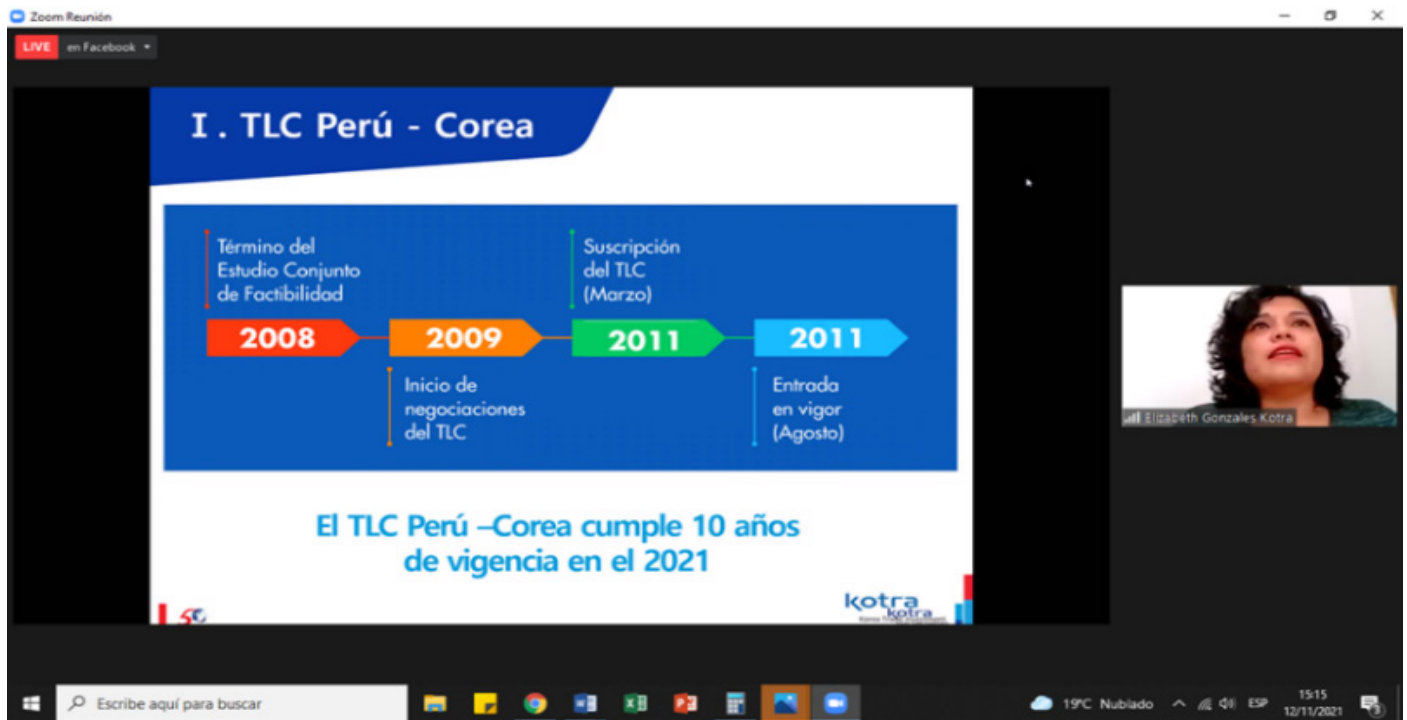 Zoom Reunión
LIVE en Facebook
I. TLC Perú - Corea
Término del
Estudio Conjunto
de Factibilidad
Suscripción
del TLC
(Marzo)
2008
2009
2011
2011
Inicio de
negociaciones
del TLC
Entrada
en vigor
(Agosto)
Elizabeth Gonzales Kotra
El TLC Perú –Corea cumple 10 años
de vigencia en el 2021
kotra
kotra
Escribe aquí para buscar
19°C Nublado
ESP
15:15
12/11/2021